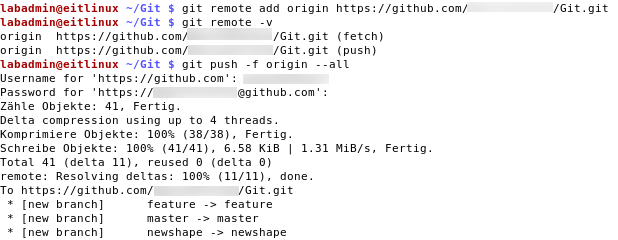 labadmin@eitlinux ~/Git $ git remote add origin https://github.com/ /Git.git
labadmin@eitlinux ~/Git $ git remote -v
origin  https://github.com/ /Git.git (fetch)
origin  https://github.com/ /Git.git (push)
labadmin@eitlinux ~/Git $ git push -f origin --all
Username for 'https://github.com':
Password for 'https:// @github.com':
Zähle Objekte: 41, Fertig.
Delta compression using up to 4 threads.
Komprimiere Objekte: 100% (38/38), Fertig.
Schreibe Objekte: 100% (41/41), 6.58 KiB | 1.31 MiB/s, Fertig.
Total 41 (delta 11), reused 0 (delta 0)
remote: Resolving deltas: 100% (11/11), done.
To https://github.com/ /Git.git
 * [new branch]      feature -> feature
 * [new branch]      master -> master
 * [new branch]      newshape -> newshape